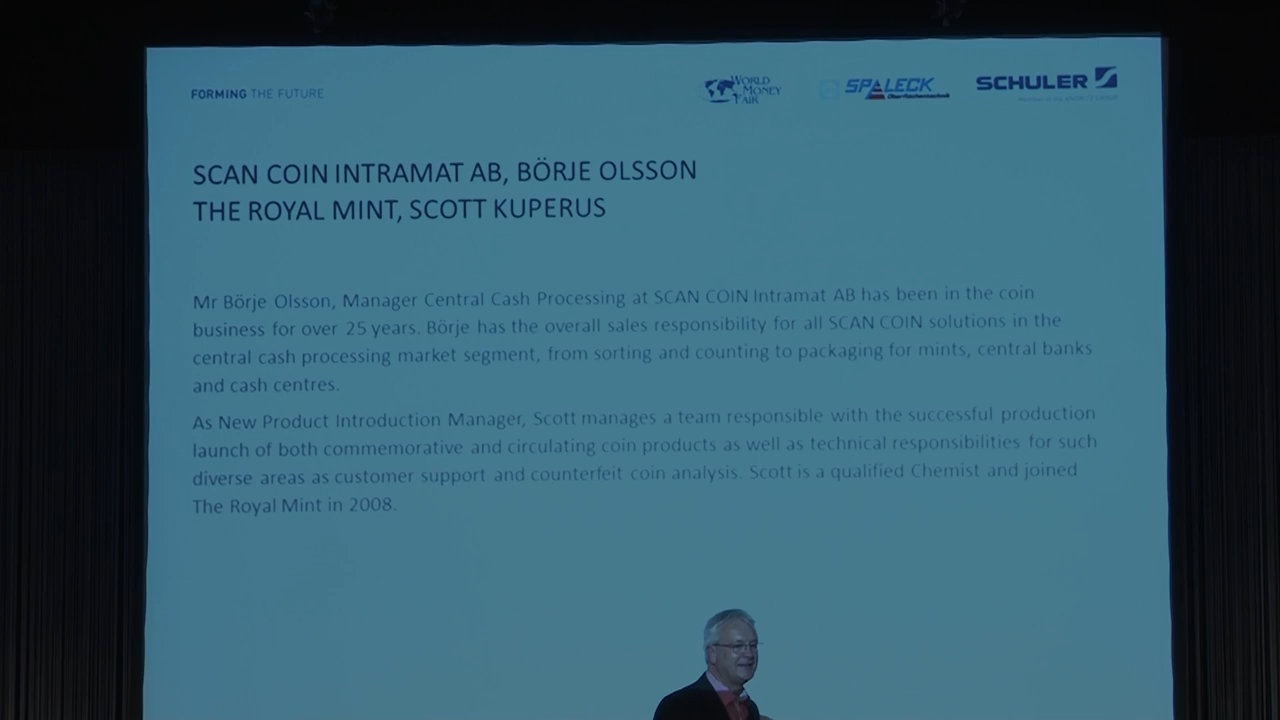 FORMING THE FUTURE
WORLD
MONEY
FAIR
SPALECK
Oberflächentechnik
SCHULER
Member of the ANDRITZ GROUP
SCAN COIN INTRAMAT AB, BÖRJE OLSSON
THE ROYAL MINT, SCOTT KUPERUS
Mr Börje Olsson, Manager Central Cash Processing at SCAN COIN Intramat AB has been in the coin
business for over 25 years. Börje has the overall sales responsibility for all SCAN COIN solutions in the
central cash processing market segment, from sorting and counting to packaging for mints, central banks
and cash centres.
As New Product Introduction Manager, Scott manages a team responsible with the successful production
launch of both commemorative and circulating coin products as well as technical responsibilities for such
diverse areas as customer support and counterfeit coin analysis. Scott is a qualified Chemist and joined
The Royal Mint in 2008.